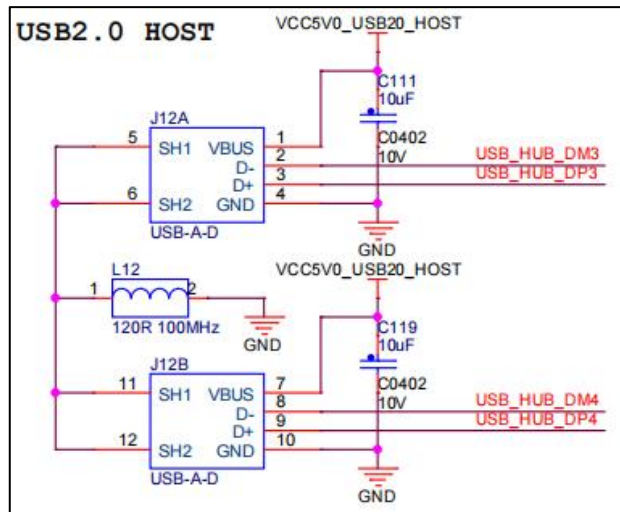 USB2.0 HOST
VCC5V0_USB20_HOST
C111
10uF
C0402
10V
J12A
5 SH1 VBUS 1
D- 2 USB_HUB_DM3
D+ 3 USB_HUB_DP3
6 SH2 GND 4
USB-A-D
GND
VCC5V0_USB20_HOST
L12
1 2
120R 100MHz
GND
C119
10uF
C0402
10V
J12B
11 SH1 VBUS 7
D- 8 USB_HUB_DM4
D+ 9 USB_HUB_DP4
12 SH2 GND 10
USB-A-D
GND